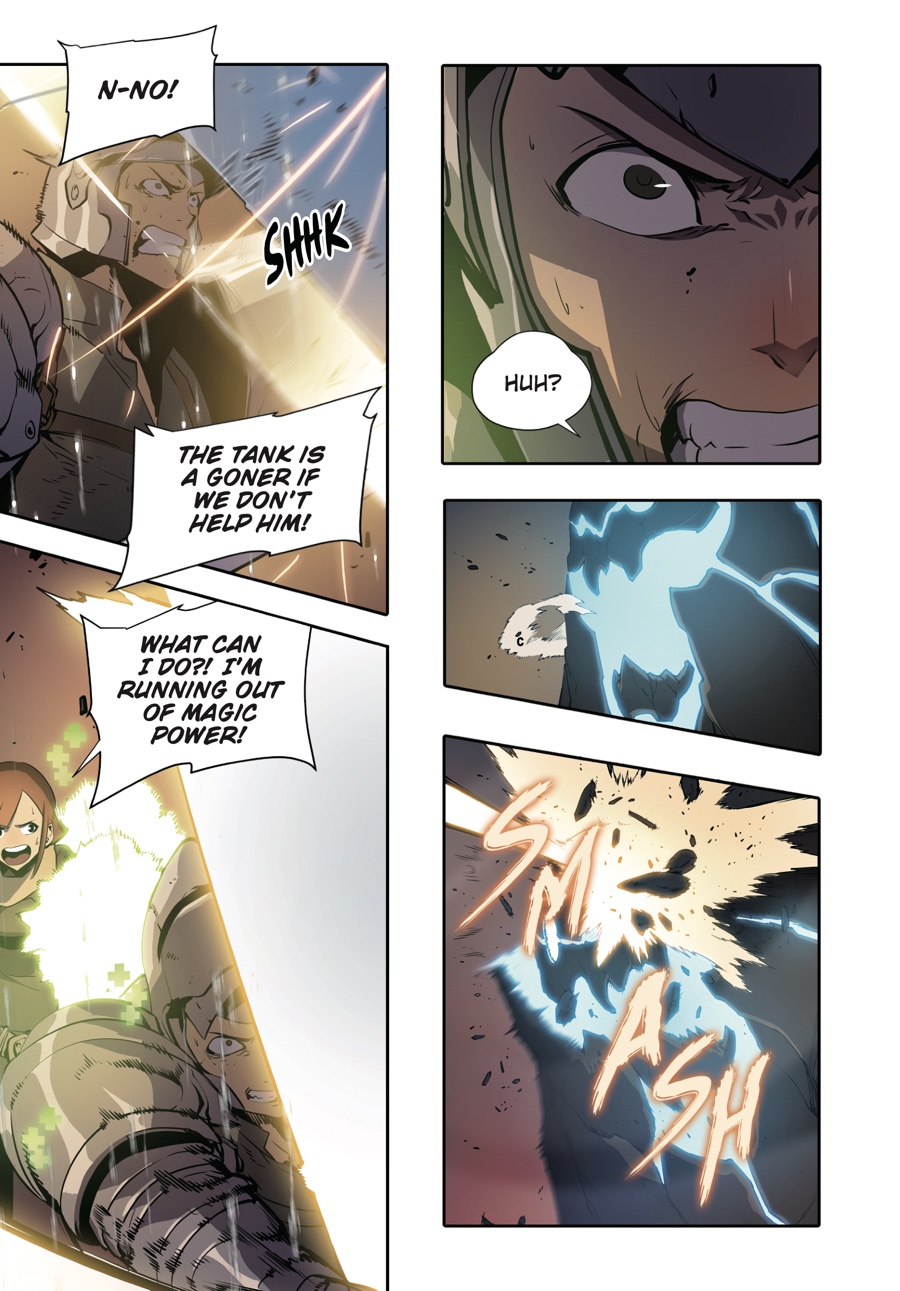 N-NO!
SHHK
THE TANK IS
A GONER IF
WE DON'T
HELP HIM!
WHAT CAN
I DO?! I'M
RUNNING OUT
OF MAGIC
POWER!
HUH?
SMASH